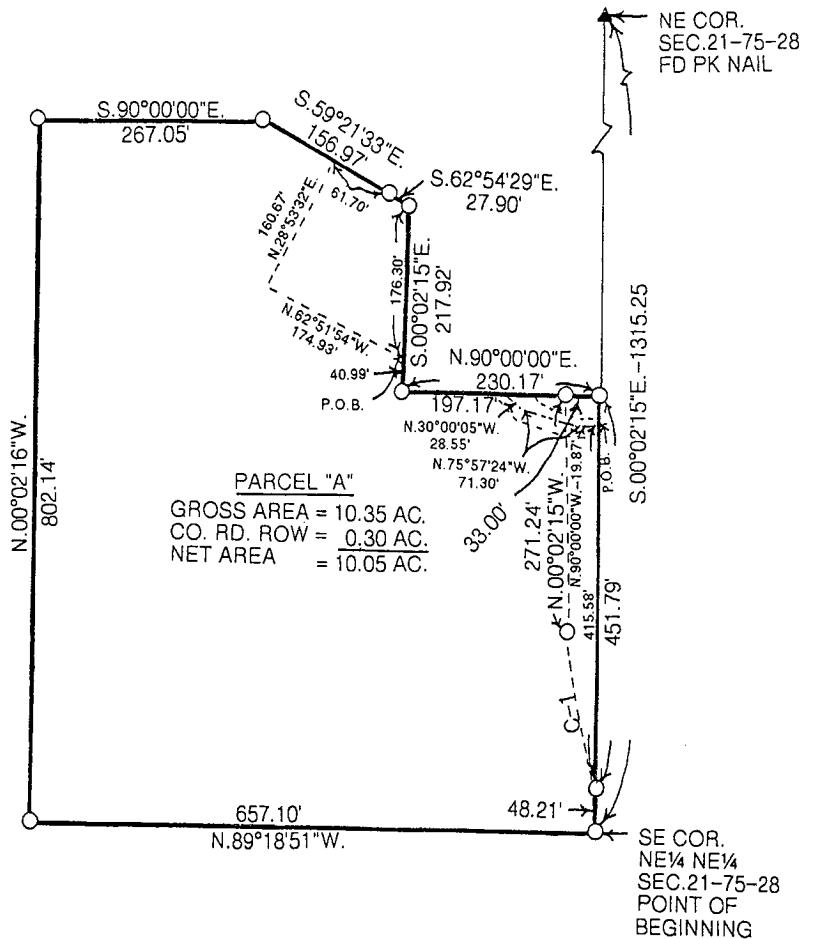 NE COR.
SEC.21-75-28
FD PK NAIL
S.90°00'00"E.
267.05'
S.59°21'33"E.
156.97'
S.62°54'29"E.
27.90'
61.70'
160.67'
N.28°53'32"E.
176.30'
S.00°02'15"E.
217.92'
N.62°51'54"W.
174.93'
40.99'
P.O.B.
N.90°00'00"E.
230.17'
197.17'
N.30°00'05"W.
28.55'
N.75°57'24"W.
71.30'
33.00'
S.00°02'15"E.-1315.25
P.O.B.
N.00°02'16"W.
802.14'
PARCEL "A"
GROSS AREA = 10.35 AC.
CO. RD. ROW = 0.30 AC.
NET AREA = 10.05 AC.
271.24'
N.00°02'15"W.
N.90°00'00"W.-19.87'
415.58'
451.79'
C-1
48.21'
657.10'
N.89°18'51"W.
SE COR.
NE¼ NE¼
SEC.21-75-28
POINT OF
BEGINNING